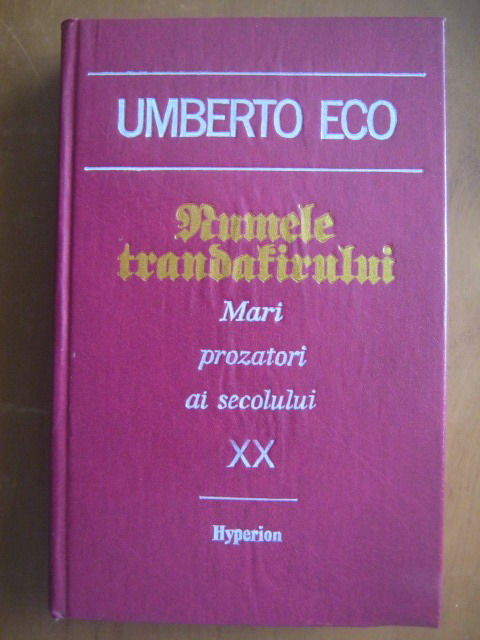 UMBERTO ECO
Numele
trandafirului
Mari
prozatori
ai secolului
XX
Hyperion